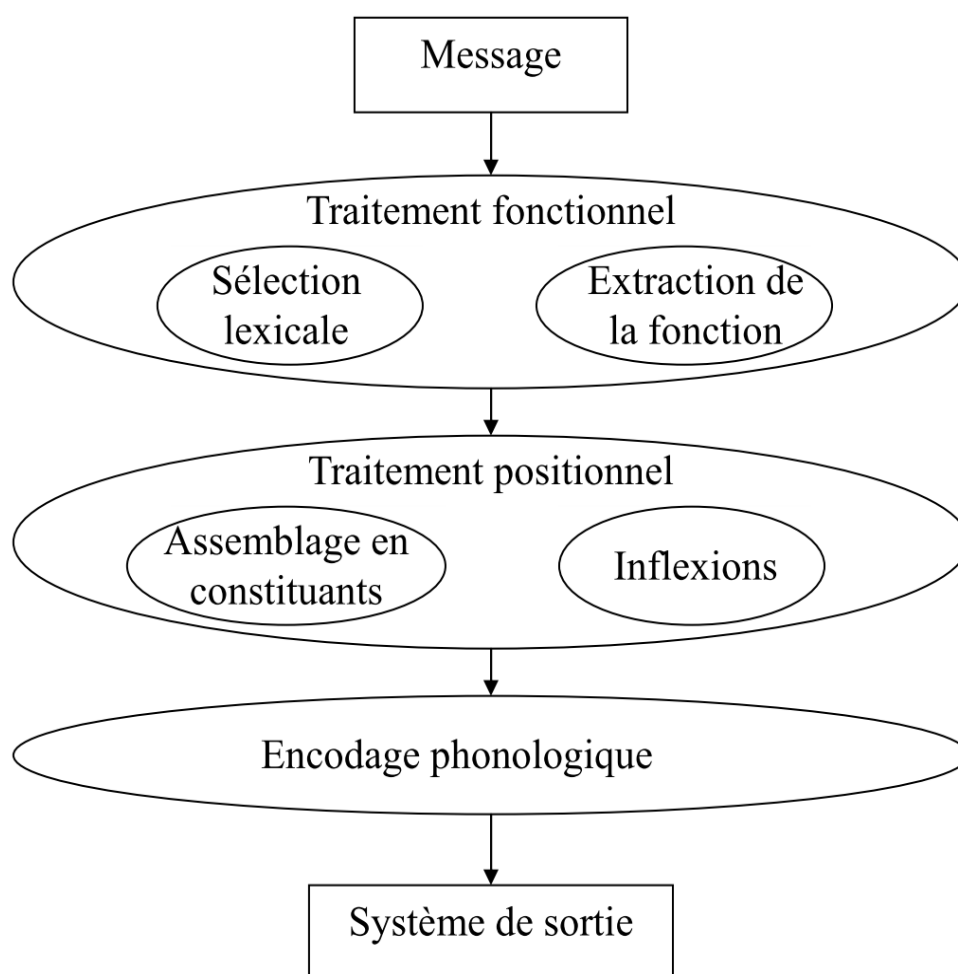 Message
Traitement fonctionnel
Sélection
lexicale
Extraction de
la fonction
Traitement positionnel
Assemblage en
constituants
Inflexions
Encodage phonologique
Système de sortie